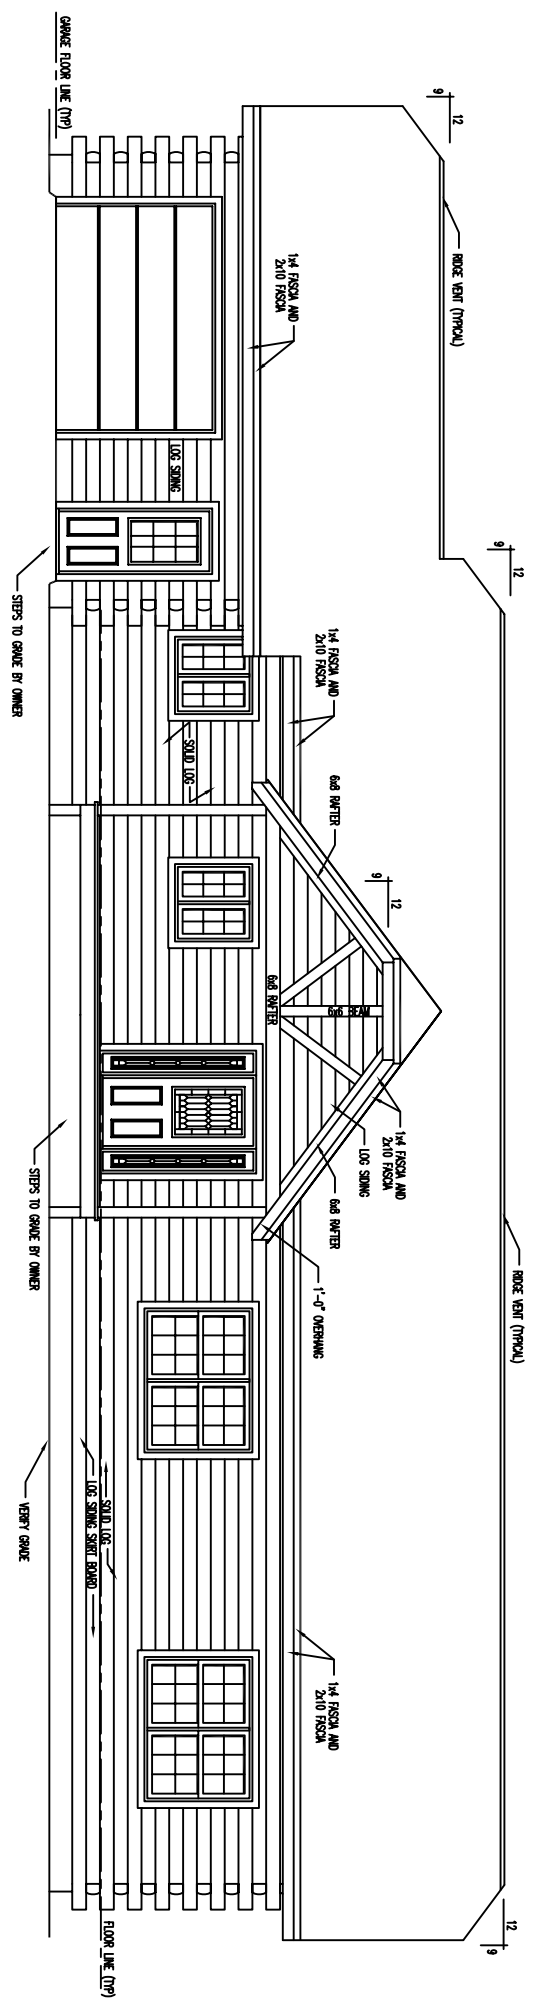 GARAGE FLOOR LINE (TYP)
9
12
RIDGE VENT (TYPICAL)
1x4 FASCIA AND
2x10 FASCIA
LOG SIDING
STEPS TO GRADE BY OWNER
9
12
1x4 FASCIA AND
2x10 FASCIA
SOLID LOG
6x8 RAFTER
9
12
6x8 RAFTER
6x6 BEAM
1x4 FASCIA AND
2x10 FASCIA
LOG SIDING
6x8 RAFTER
1'-0" OVERHANG
STEPS TO GRADE BY OWNER
RIDGE VENT (TYPICAL)
VERIFY GRADE
SOLID LOG
LOG SIDING SKIRT BOARD
1x4 FASCIA AND
2x10 FASCIA
12
9
FLOOR LINE (TYP)